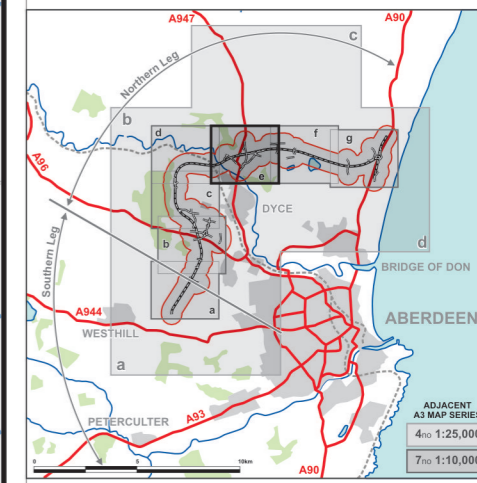 A947
A90
c
Northern Leg
b
d
f
g
A96
e
DYCE
c
Southern Leg
b
d
BRIDGE OF DON
A944
a
ABERDEEN
WESTHILL
a
ADJACENT
A3 MAP SERIES
PETERCULTER
A93
4no 1:25,000
7no 1:10,000
0 5 10km
A90